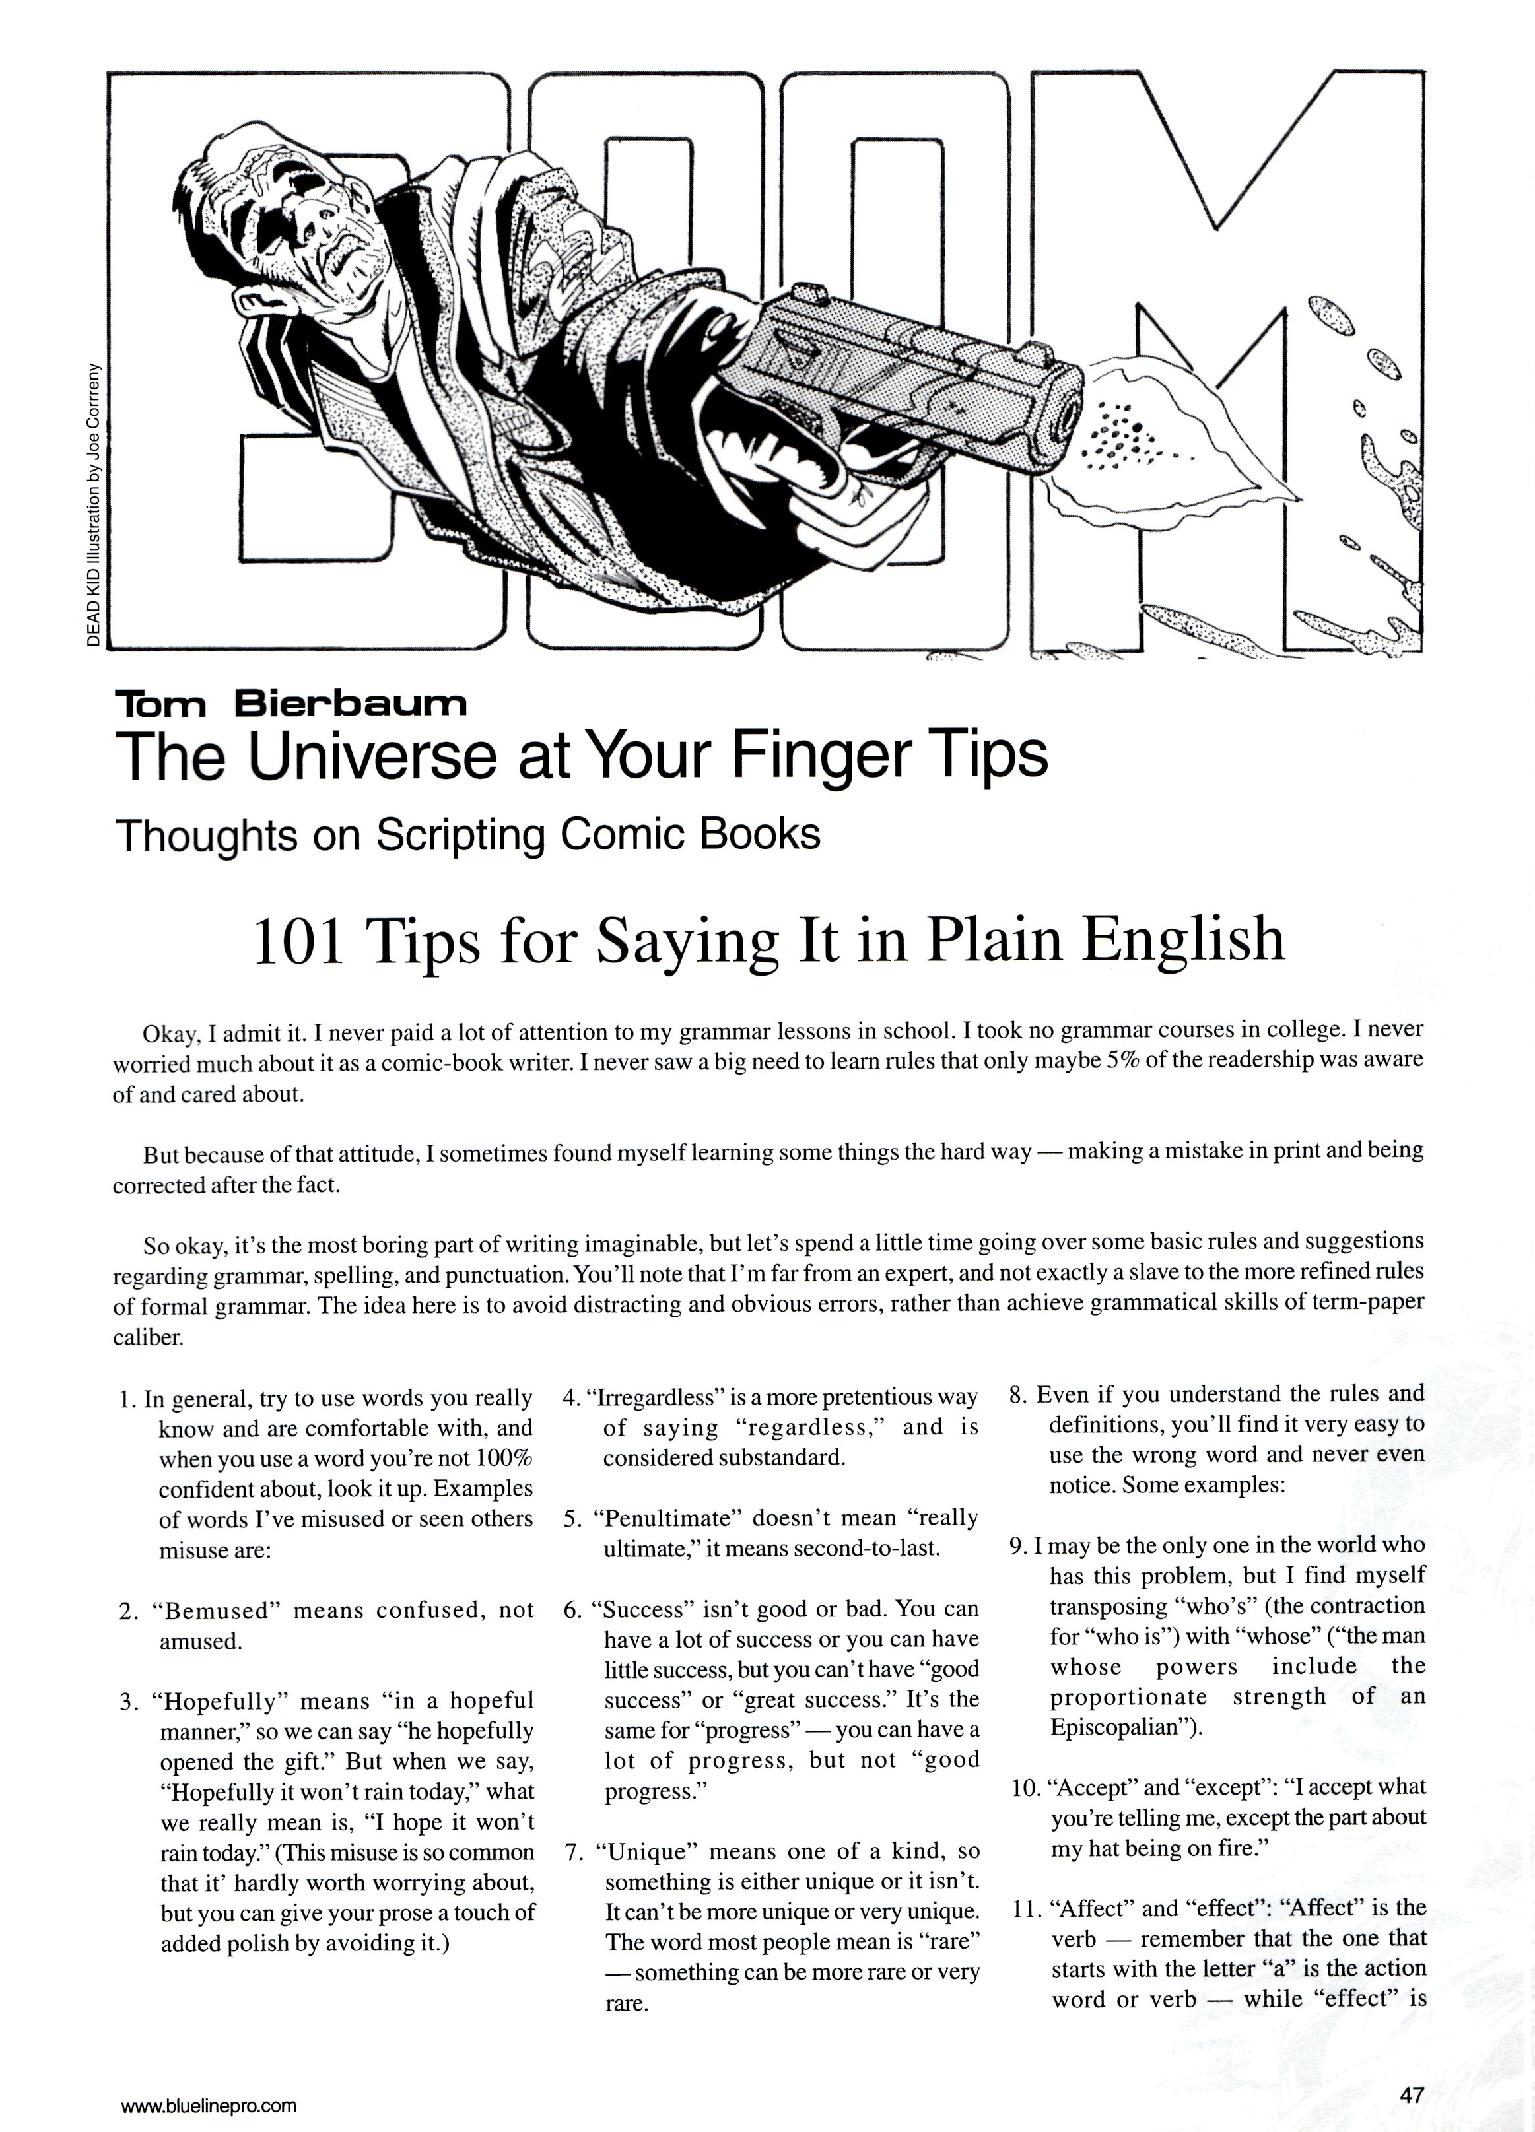 BOOM
DEAD KID Illustration by Joe Corrreny
Tom Bierbaum
The Universe at Your Finger Tips
Thoughts on Scripting Comic Books
101 Tips for Saying It in Plain English
Okay, I admit it. I never paid a lot of attention to my grammar lessons in school. I took no grammar courses in college. I never
worried much about it as a comic-book writer. I never saw a big need to learn rules that only maybe 5% of the readership was aware
of and cared about.
But because of that attitude, I sometimes found myself learning some things the hard way — making a mistake in print and being
corrected after the fact.
So okay, it's the most boring part of writing imaginable, but let's spend a little time going over some basic rules and suggestions
regarding grammar, spelling, and punctuation. You'll note that I'm far from an expert, and not exactly a slave to the more refined rules
of formal grammar. The idea here is to avoid distracting and obvious errors, rather than achieve grammatical skills of term-paper
caliber.
1. In general, try to use words you really
know and are comfortable with, and
when you use a word you're not 100%
confident about, look it up. Examples
of words I've misused or seen others
misuse are:
2. “Bemused” means confused, not
amused.
3. “Hopefully” means “in a hopeful
manner,” so we can say “he hopefully
opened the gift.” But when we say,
“Hopefully it won't rain today,” what
we really mean is, “I hope it won't
rain today.” (This misuse is so common
that it' hardly worth worrying about,
but you can give your prose a touch of
added polish by avoiding it.)
4. “Irregardless” is a more pretentious way
of saying “regardless,” and is
considered substandard.
5. “Penultimate” doesn't mean “really
ultimate,” it means second-to-last.
6. “Success” isn't good or bad. You can
have a lot of success or you can have
little success, but you can't have “good
success” or “great success.” It's the
same for “progress” — you can have a
lot of progress, but not “good
progress.”
7. “Unique” means one of a kind, so
something is either unique or it isn't.
It can't be more unique or very unique.
The word most people mean is “rare”
— something can be more rare or very
rare.
8. Even if you understand the rules and
definitions, you'll find it very easy to
use the wrong word and never even
notice. Some examples:
9. I may be the only one in the world who
has this problem, but I find myself
transposing “who's” (the contraction
for “who is”) with “whose” (“the man
whose powers include the
proportionate strength of an
Episcopalian”).
10. “Accept” and “except”: “I accept what
you're telling me, except the part about
my hat being on fire.”
11. “Affect” and “effect”: “Affect” is the
verb — remember that the one that
starts with the letter “a” is the action
word or verb — while “effect” is
www.bluelinepro.com
47